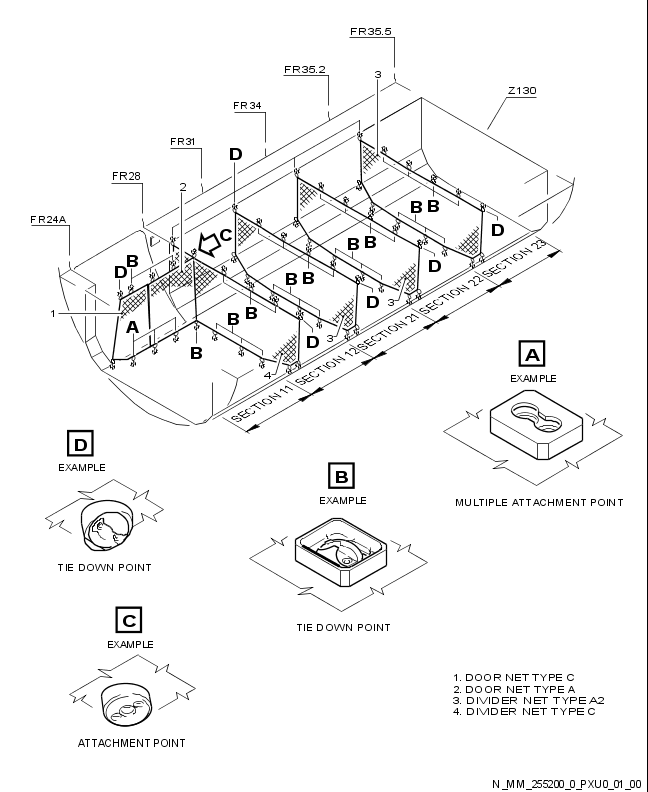 FR35.5
FR35.2
3
Z130
FR34
FR31
D
FR28
2
FR24A
C
B B
D
B
D
B B
D
1
B B
3
SECTION 23
A
B
B
D
SECTION 22
B
3
SECTION 21
D
4
SECTION 12
SECTION 11
A
EXAMPLE
MULTIPLE ATTACHMENT POINT
D
EXAMPLE
TIE DOWN POINT
B
EXAMPLE
TIE DOWN POINT
C
EXAMPLE
ATTACHMENT POINT
1. DOOR NET TYPE C
2. DOOR NET TYPE A
3. DIVIDER NET TYPE A2
4. DIVIDER NET TYPE C
N_MM_255200_0_PXU0_01_00